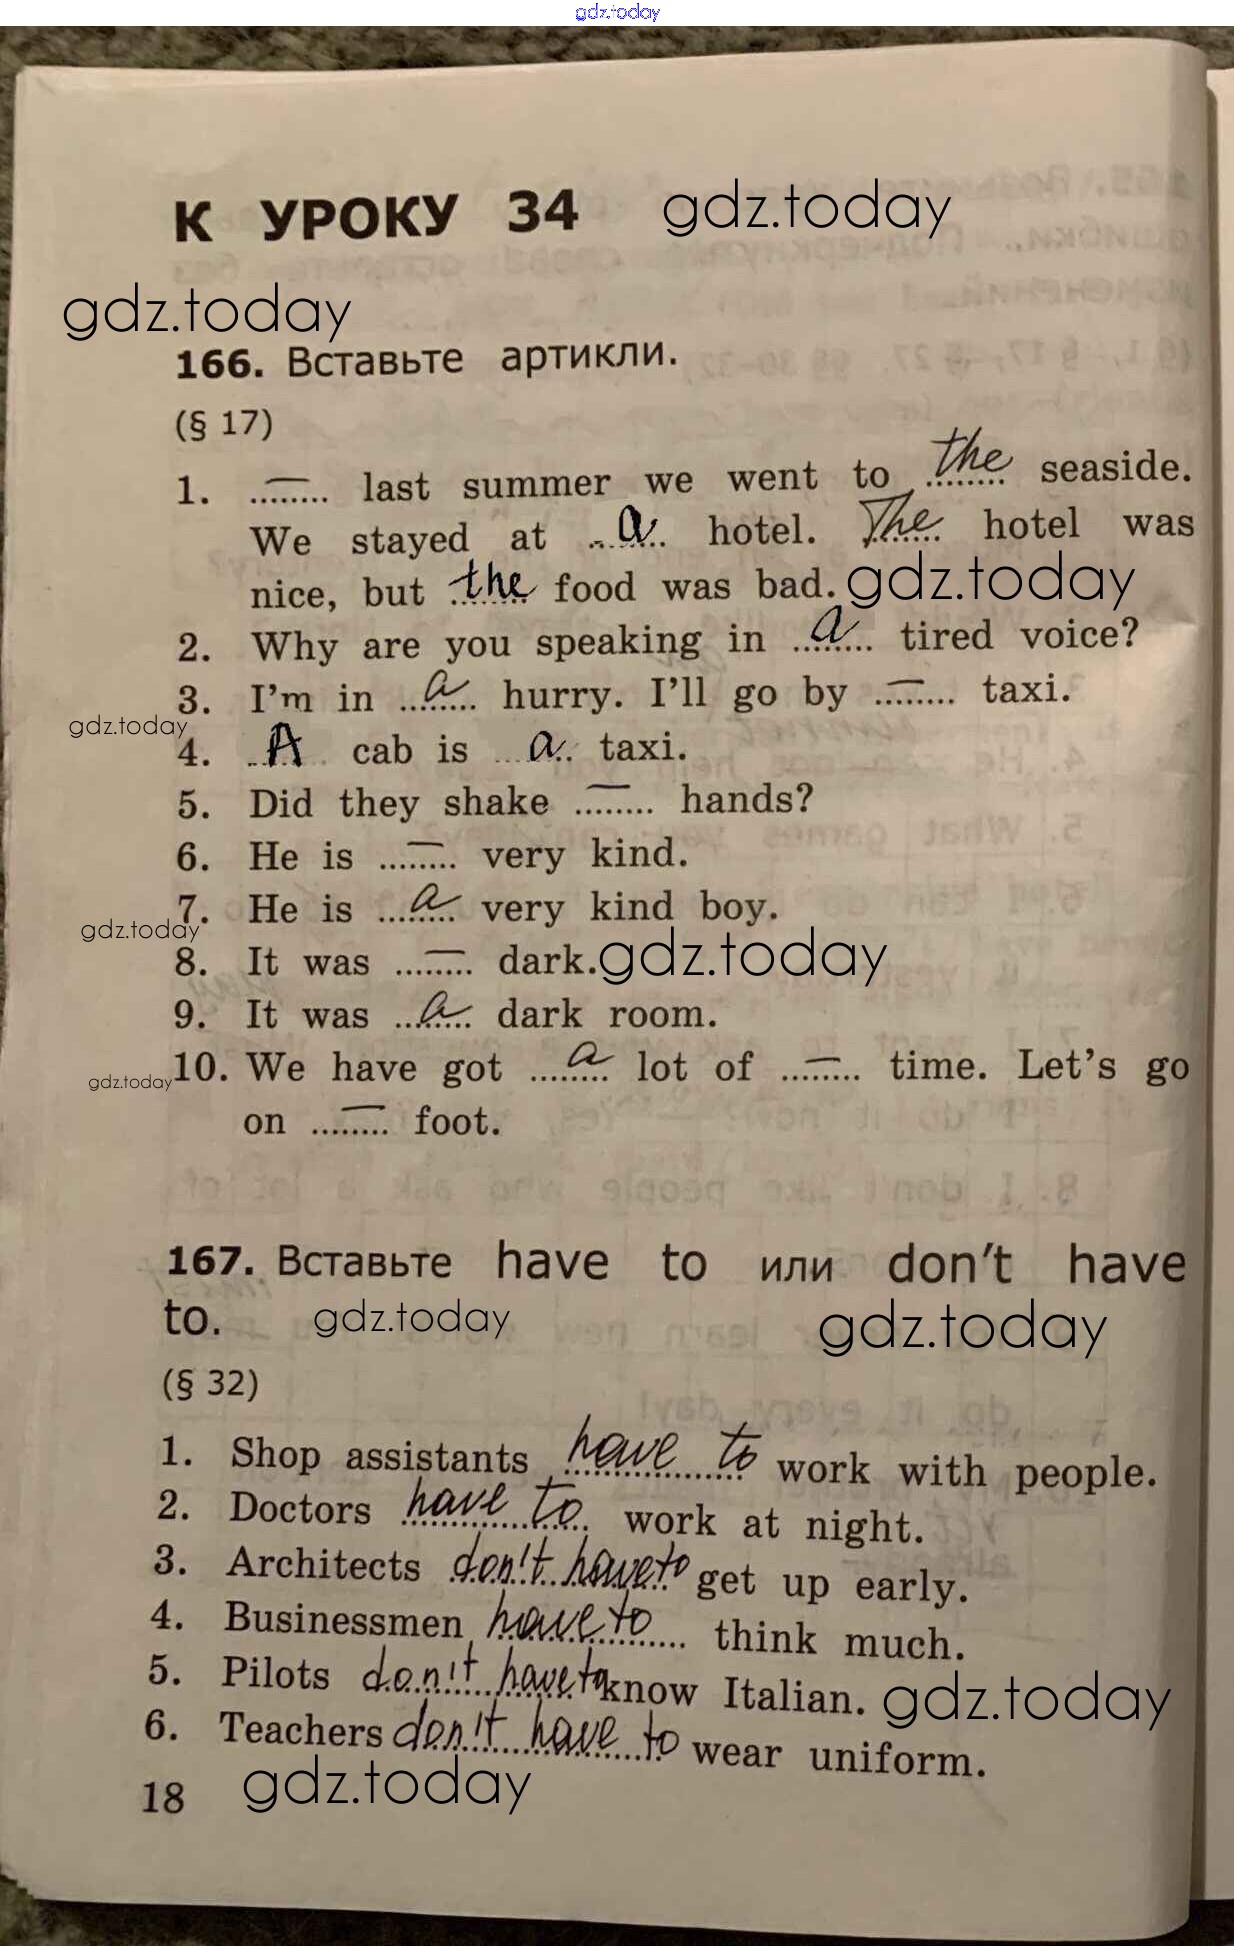 gdz.today
К УРОКУ 34 gdz.today
gdz.today
166. Вставьте артикли.
(§ 17)
1. ...—... last summer we went to the seaside.
We stayed at a hotel. The hotel was
nice, but the food was bad. gdz.today
2. Why are you speaking in a tired voice?
3. I'm in a hurry. I'll go by ...—... taxi.
gdz.today
4. A cab is a taxi.
5. Did they shake ...—... hands?
6. He is ...—... very kind.
7. He is a very kind boy.
gdz.today
8. It was ...—... dark. gdz.today
9. It was a dark room.
gdz.today 10. We have got a lot of ...—... time. Let's go
on ...—... foot.
167. Вставьте have to или don't have
to. gdz.today gdz.today
(§ 32)
1. Shop assistants have to work with people.
2. Doctors have to work at night.
3. Architects don't have to get up early.
4. Businessmen have to think much.
5. Pilots don't have to know Italian. gdz.today
6. Teachers don't have to wear uniform.
18 gdz.today